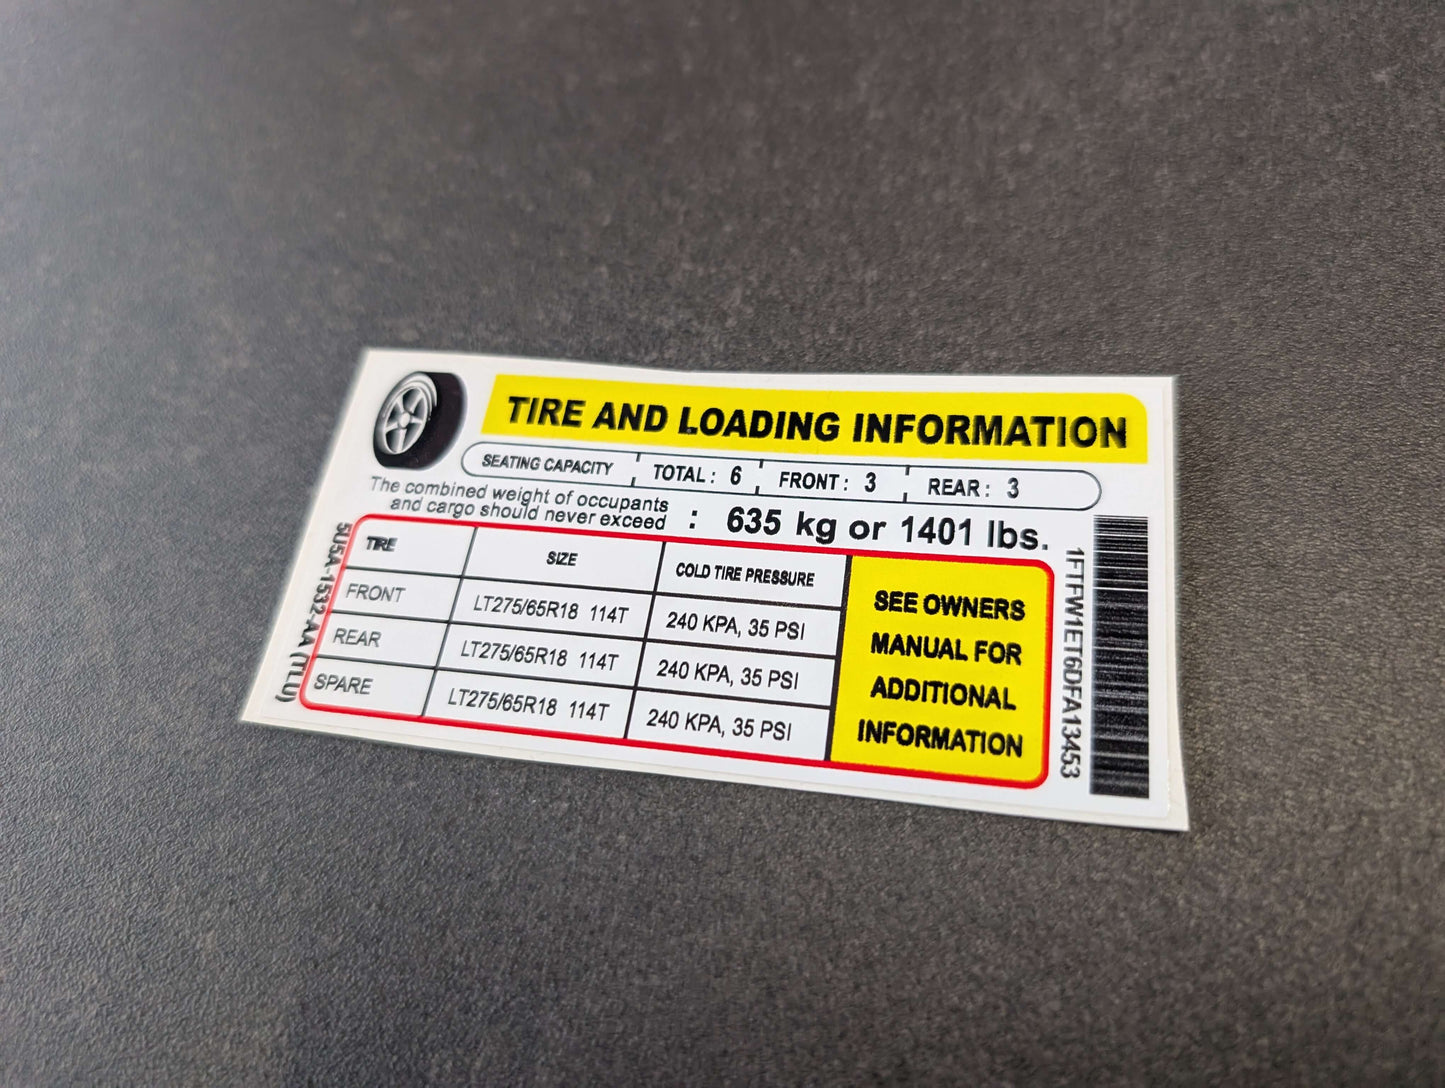 TIRE AND LOADING INFORMATION
SEATING CAPACITY TOTAL: 6 FRONT: 3 REAR: 3
The combined weight of occupants
and cargo should never exceed : 635 kg or 1401 lbs.
TIRE SIZE COLD TIRE PRESSURE
FRONT LT275/65R18 114T 240 KPA, 35 PSI
REAR LT275/65R18 114T 240 KPA, 35 PSI
SPARE LT275/65R18 114T 240 KPA, 35 PSI
SEE OWNERS
MANUAL FOR
ADDITIONAL
INFORMATION
5U5A-1532-AA (TLU)
1FTFW1ET6DFA13453